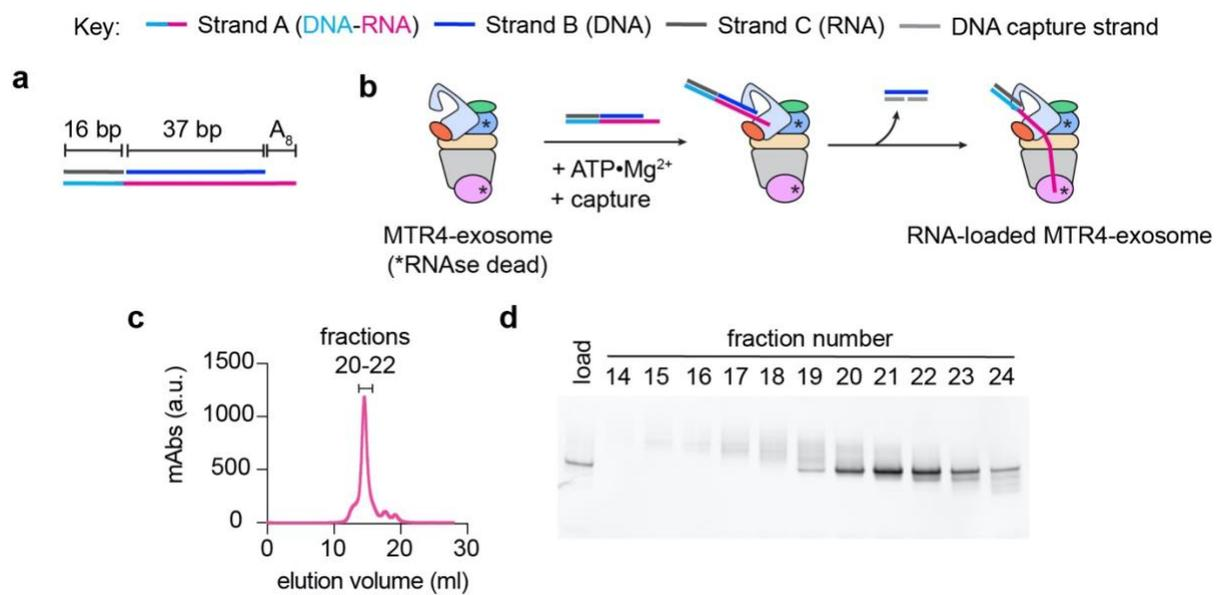 Key: Strand A (DNA-RNA) Strand B (DNA) Strand C (RNA) DNA capture strand
a
16 bp 37 bp A₈
b
* *
+ ATP•Mg²⁺
+ capture
* *
* *
MTR4-exosome
(*RNAse dead)
RNA-loaded MTR4-exosome
c
fractions
20-22
mAbs (a.u.)
1500
1000
500
0
0 10 20 30
elution volume (ml)
d
load
fraction number
14 15 16 17 18 19 20 21 22 23 24